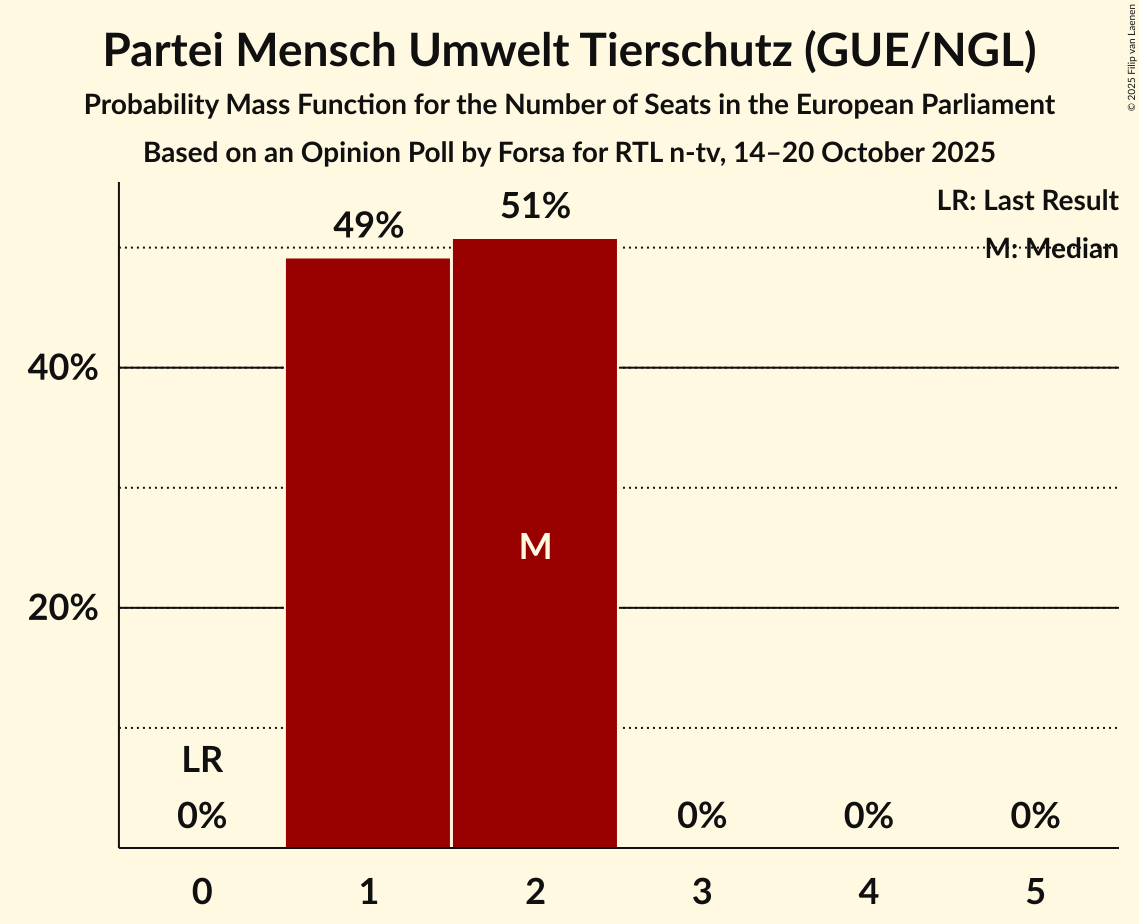 Partei Mensch Umwelt Tierschutz (GUE/NGL)
Probability Mass Function for the Number of Seats in the European Parliament
Based on an Opinion Poll by Forsa for RTL n-tv, 14–20 October 2025
© 2025 Filip van Laenen
LR: Last Result
M: Median
49%
51%
40%
20%
M
LR
0%
0%
0%
0%
0
1
2
3
4
5